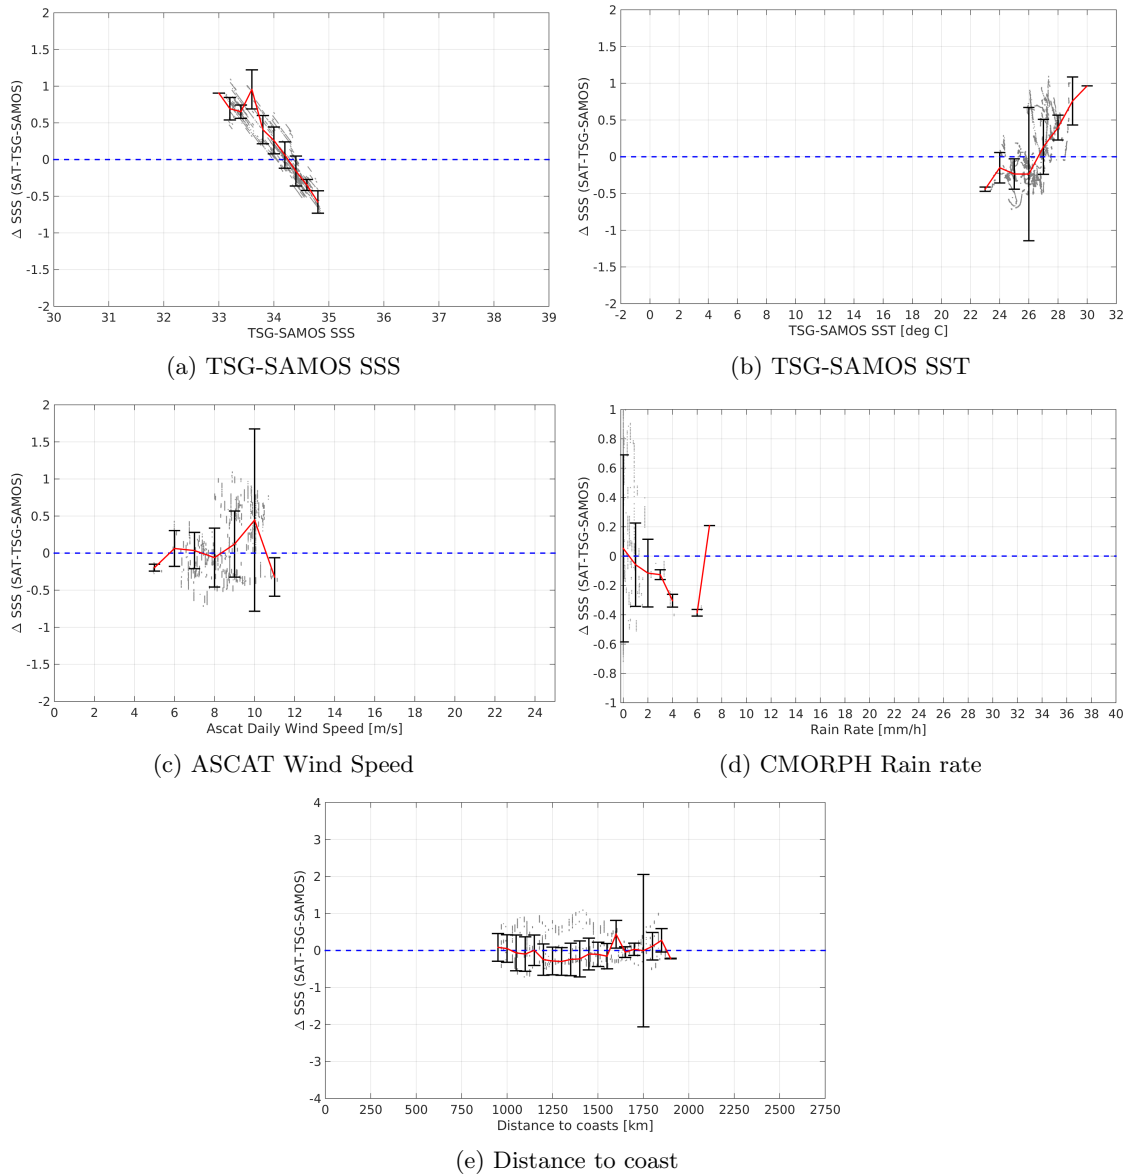 2
1.5
1
0.5
0
-0.5
-1
-1.5
-2
Δ SSS (SAT-TSG-SAMOS)
30 31 32 33 34 35 36 37 38 39
TSG-SAMOS SSS
(a) TSG-SAMOS SSS
2
1.5
1
0.5
0
-0.5
-1
-1.5
-2
Δ SSS (SAT-TSG-SAMOS)
-2 0 2 4 6 8 10 12 14 16 18 20 22 24 26 28 30 32
TSG-SAMOS SST [deg C]
(b) TSG-SAMOS SST
2
1.5
1
0.5
0
-0.5
-1
-1.5
-2
Δ SSS (SAT-TSG-SAMOS)
0 2 4 6 8 10 12 14 16 18 20 22 24
Ascat Daily Wind Speed [m/s]
(c) ASCAT Wind Speed
1
0.8
0.6
0.4
0.2
0
-0.2
-0.4
-0.6
-0.8
-1
Δ SSS (SAT-TSG-SAMOS)
0 2 4 6 8 10 12 14 16 18 20 22 24 26 28 30 32 34 36 38 40
Rain Rate [mm/h]
(d) CMORPH Rain rate
4
3
2
1
0
-1
-2
-3
-4
Δ SSS (SAT-TSG-SAMOS)
0 250 500 750 1000 1250 1500 1750 2000 2250 2500 2750
Distance to coasts [km]
(e) Distance to coast